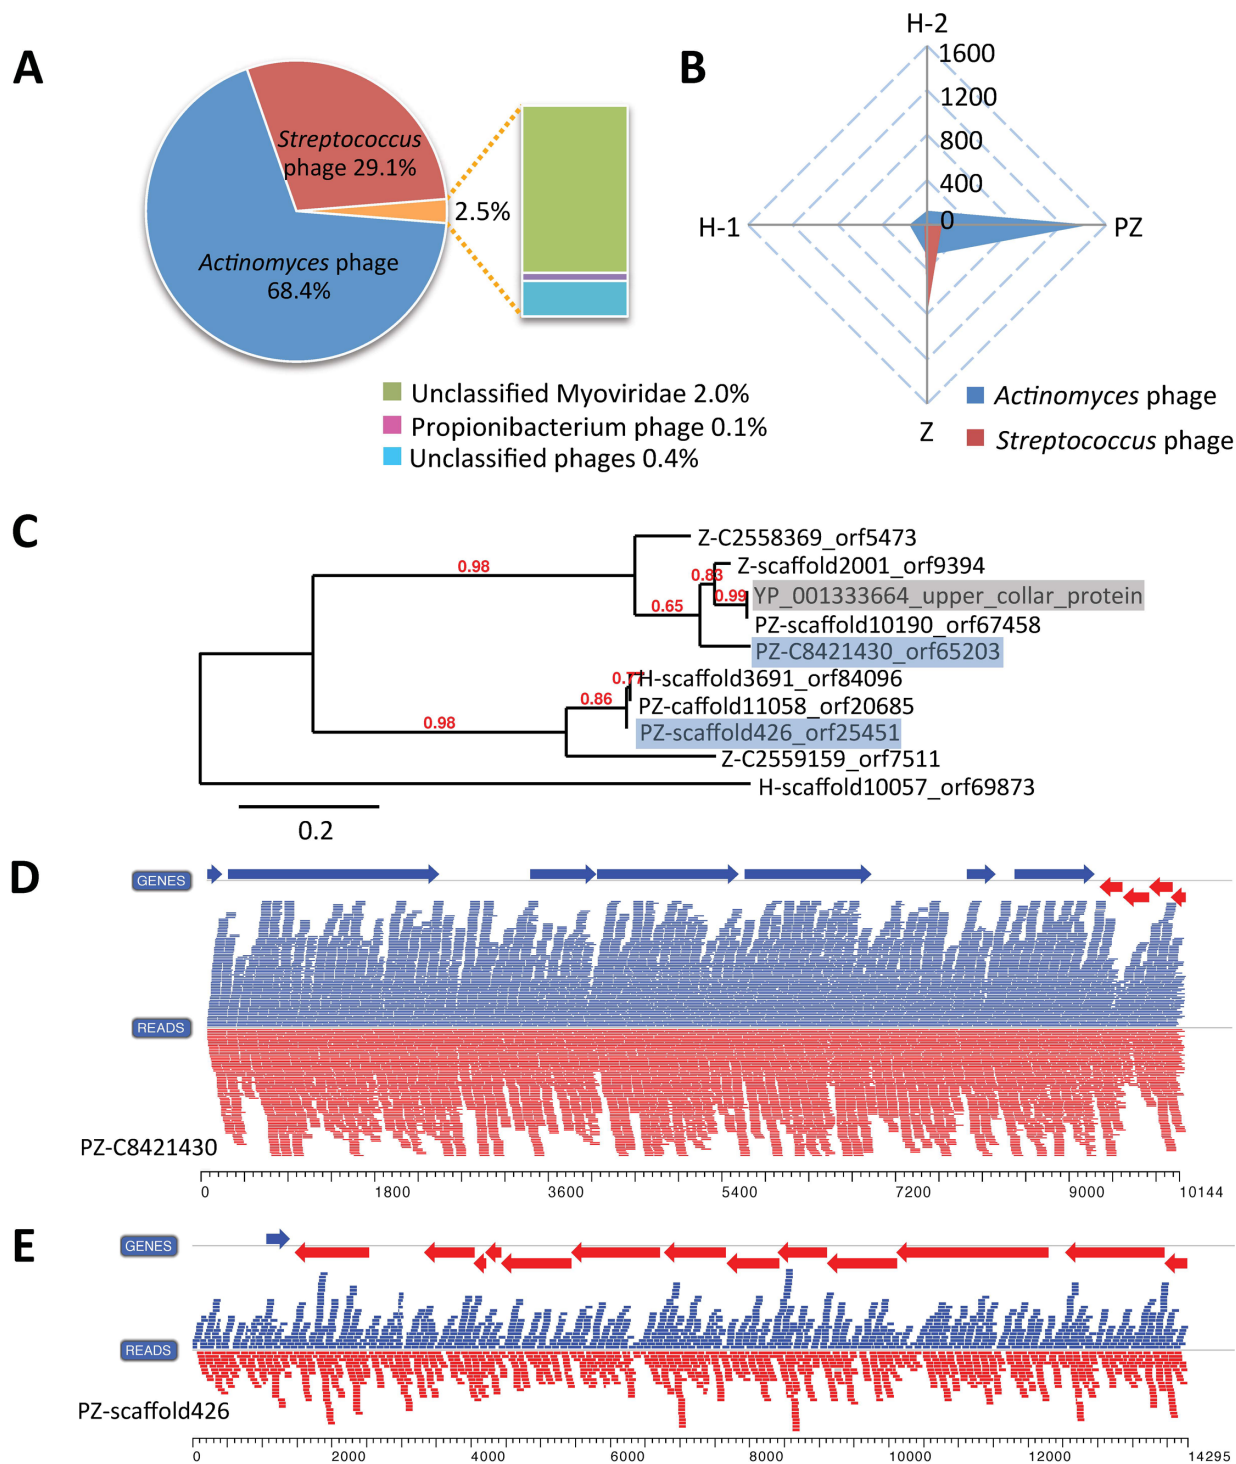 A
Streptococcus
phage 29.1%
2.5%
Actinomyces phage
68.4%
Unclassified Myoviridae 2.0%
Propionibacterium phage 0.1%
Unclassified phages 0.4%
B
H-2
1600
1200
800
400
0
H-1
PZ
Z
Actinomyces phage
Streptococcus phage
C
Z-C2558369_orf5473
0.98
Z-scaffold2001_orf9394
0.83
0.99
YP_001333664_upper_collar_protein
0.65
PZ-scaffold10190_orf67458
PZ-C8421430_orf65203
0.77
H-scaffold3691_orf84096
0.86
PZ-caffold11058_orf20685
0.98
PZ-scaffold426_orf25451
Z-C2559159_orf7511
H-scaffold10057_orf69873
0.2
D
GENES
READS
PZ-C8421430
0 1800 3600 5400 7200 9000 10144
E
GENES
READS
PZ-scaffold426
0 2000 4000 6000 8000 10000 12000 14295